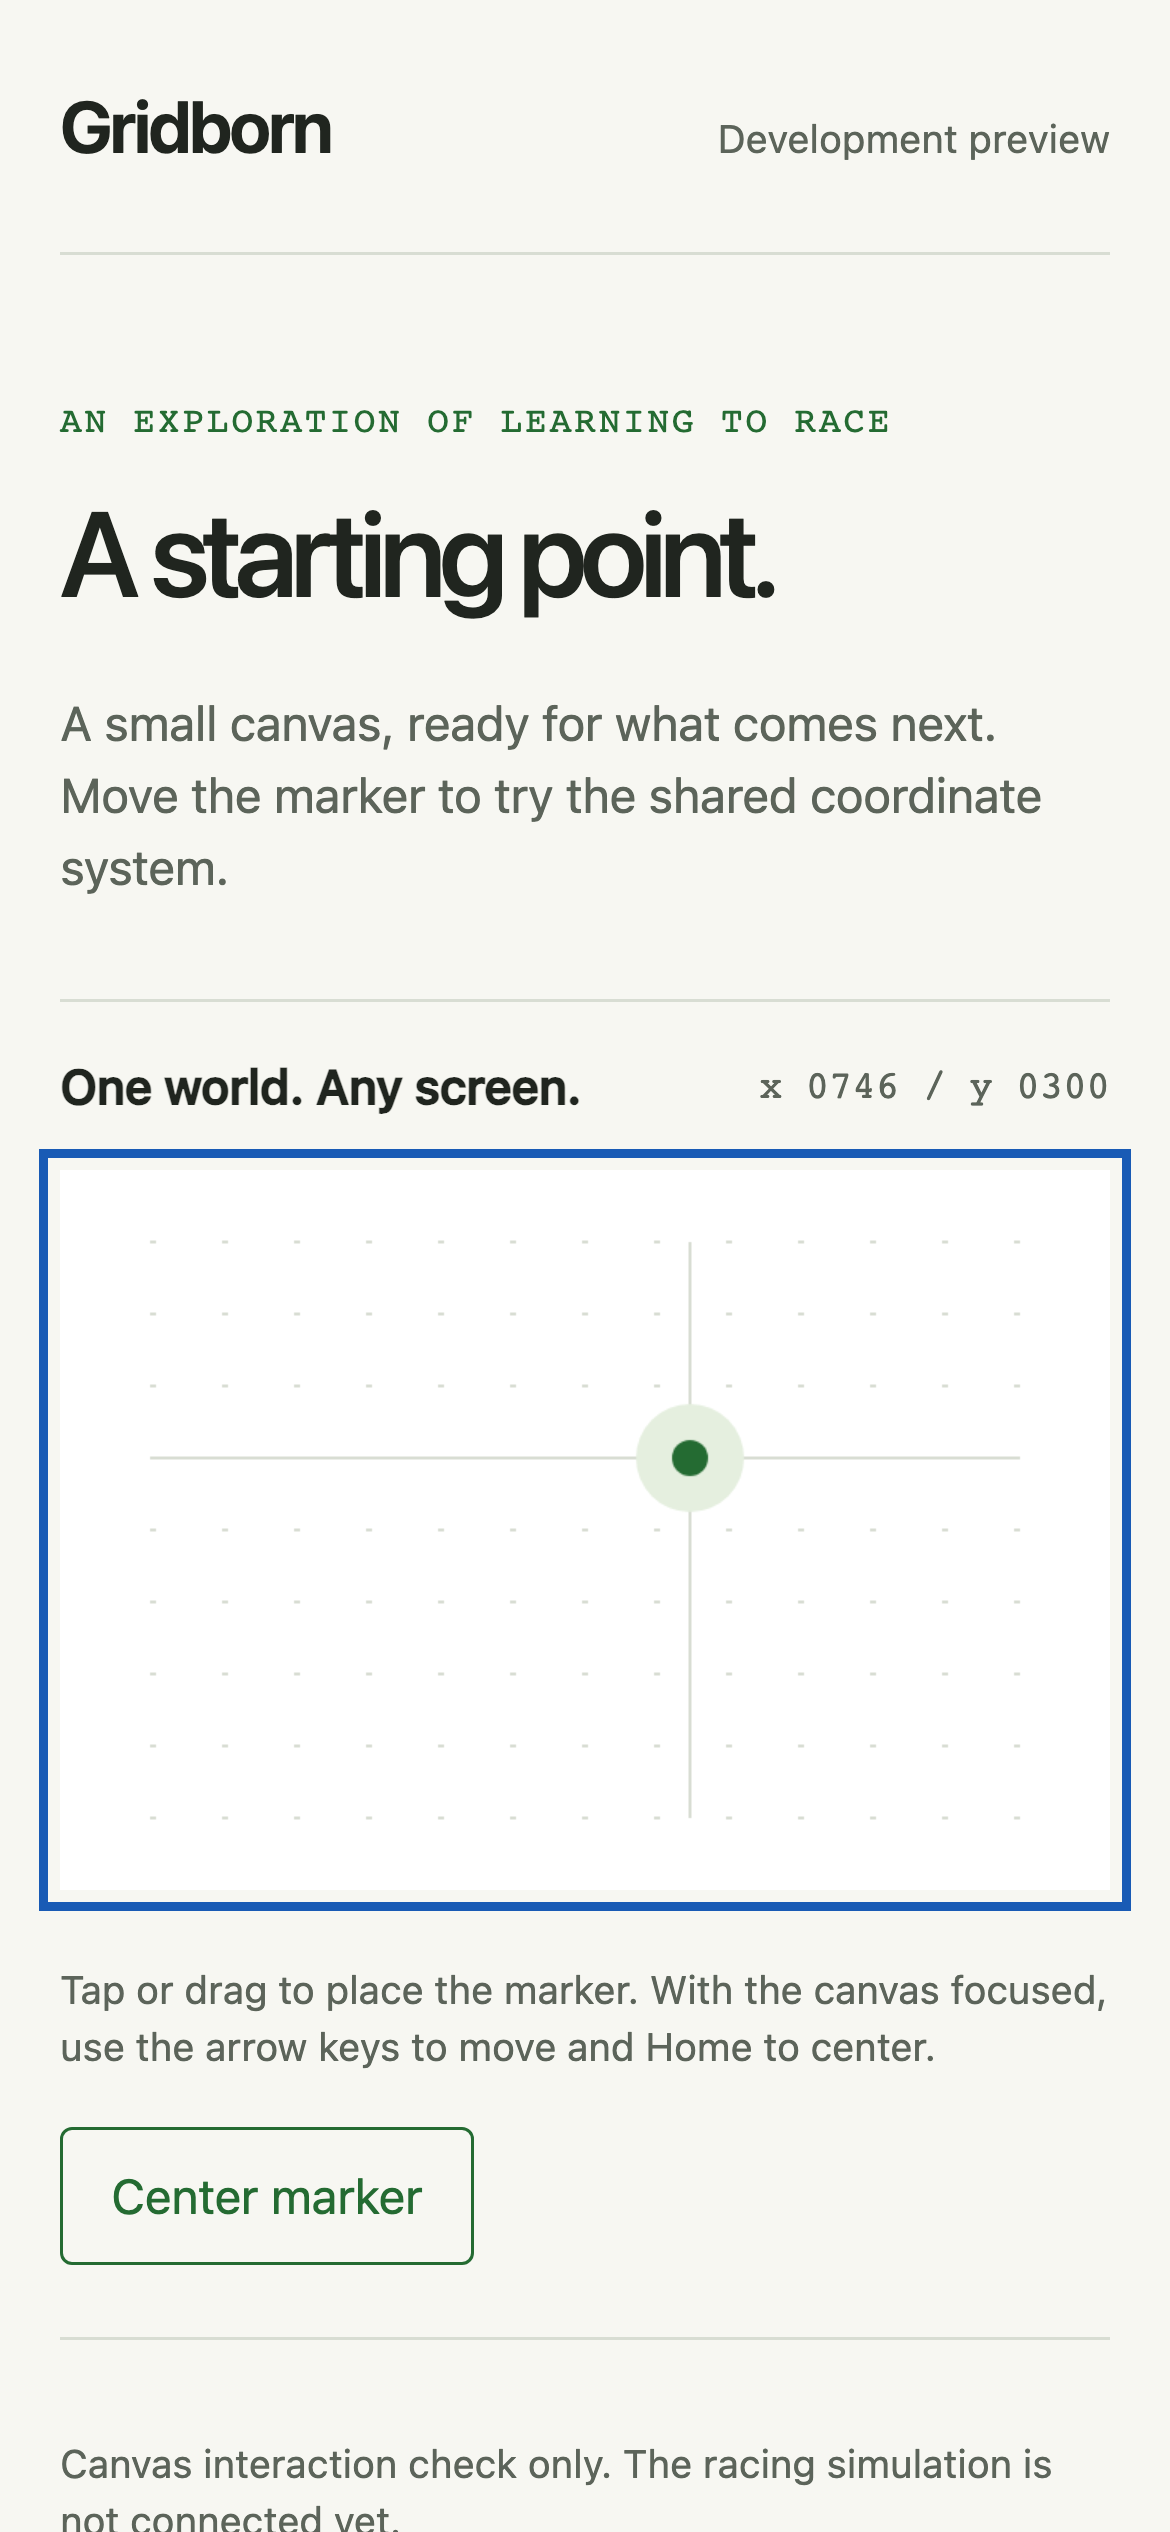 Gridborn
Development preview
AN EXPLORATION OF LEARNING TO RACE
A starting point.
A small canvas, ready for what comes next.
Move the marker to try the shared coordinate
system.
One world. Any screen.
x 0746 / y 0300
Tap or drag to place the marker. With the canvas focused,
use the arrow keys to move and Home to center.
Center marker
Canvas interaction check only. The racing simulation is
not connected yet.